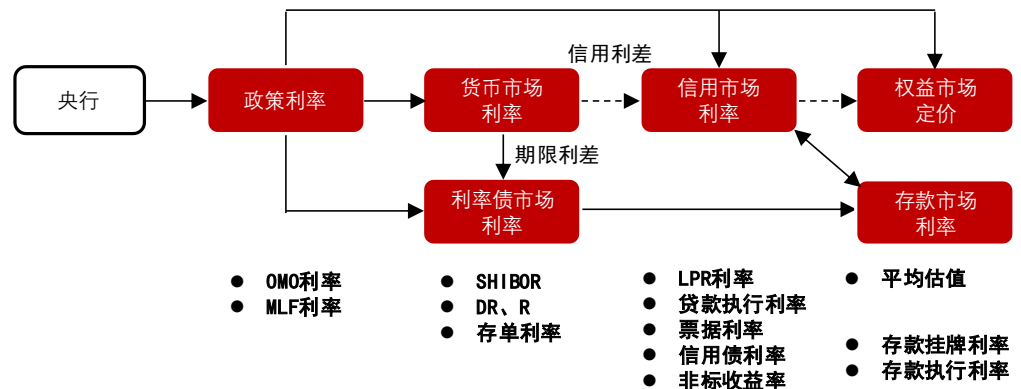 信用利差
央行
政策利率
货币市场
利率
信用市场
利率
权益市场
定价
期限利差
利率债市场
利率
存款市场
利率
● OMO利率
● MLF利率
● SHIBOR
● DR、R
● 存单利率
● LPR利率
● 贷款执行利率
● 票据利率
● 信用债利率
● 非标收益率
● 平均估值
● 存款挂牌利率
● 存款执行利率